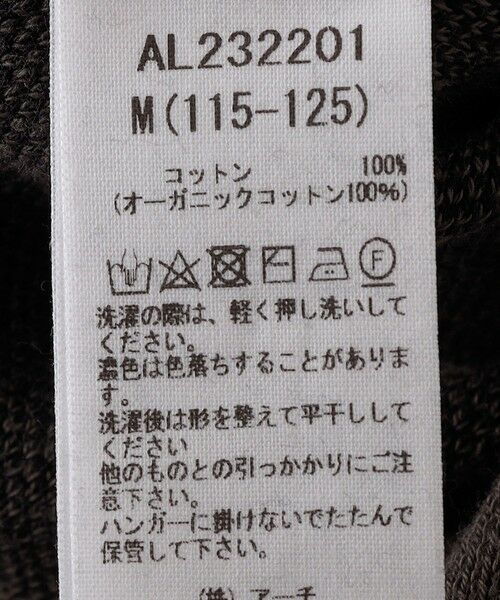 AL232201
M(115-125)
コットン 100%
(オーガニックコットン100%)
F
洗濯の際は、軽く押し洗いして
ください。
濃色は色落ちすることがありま
す。
洗濯後は形を整えて平干しして
ください
他のものとの引っかかりにご注
意下さい。
ハンガーに掛けないでたたんで
保管して下さい。
(株)アーチ